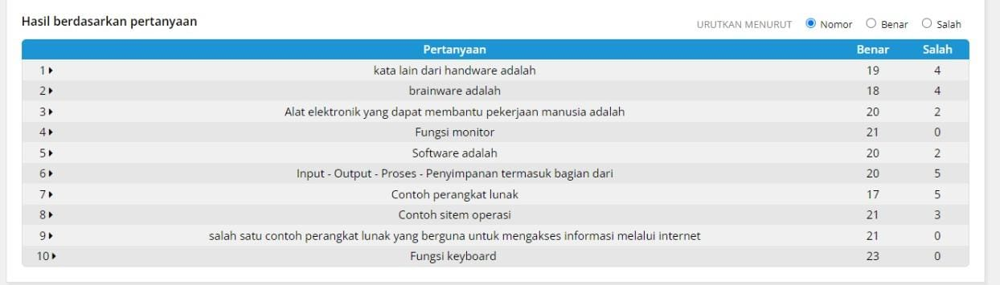 Hasil berdasarkan pertanyaan
URUTKAN MENURUT Nomor Benar Salah
Pertanyaan Benar Salah
1 kata lain dari handware adalah 19 4
2 brainware adalah 18 4
3 Alat elektronik yang dapat membantu pekerjaan manusia adalah 20 2
4 Fungsi monitor 21 0
5 Software adalah 20 2
6 Input - Output - Proses - Penyimpanan termasuk bagian dari 20 5
7 Contoh perangkat lunak 17 5
8 Contoh sitem operasi 21 3
9 salah satu contoh perangkat lunak yang berguna untuk mengakses informasi melalui internet 21 0
10 Fungsi keyboard 23 0